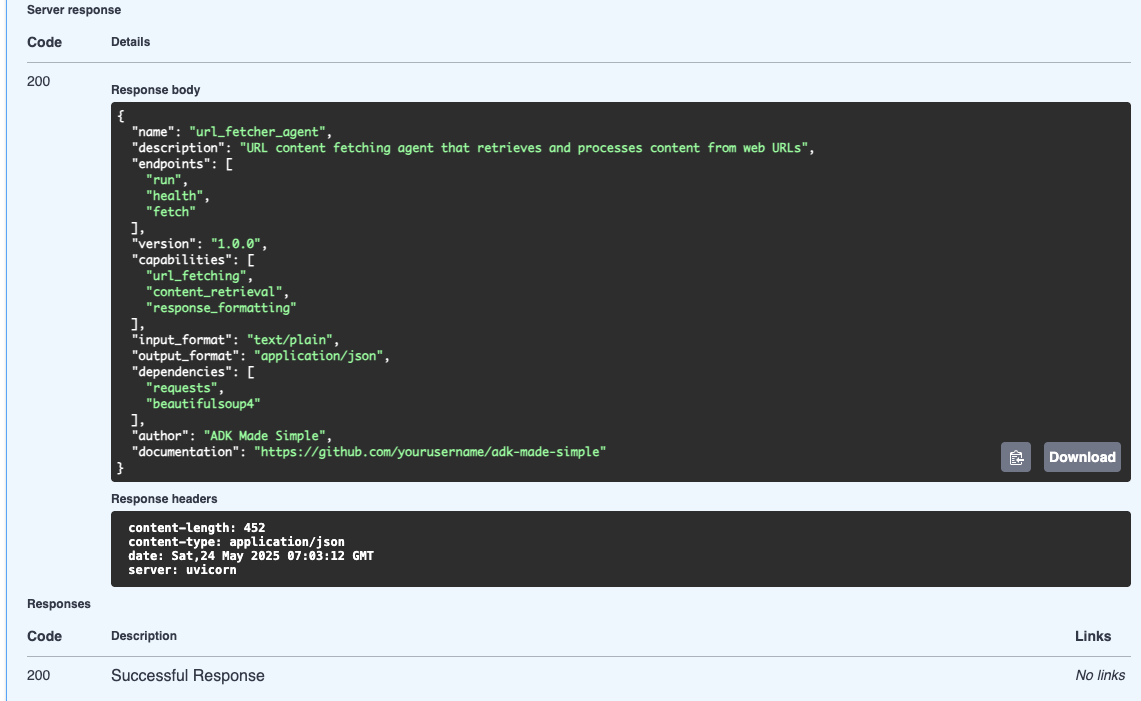 Server response
Code Details
200
Response body
{
  "name": "url_fetcher_agent",
  "description": "URL content fetching agent that retrieves and processes content from web URLs",
  "endpoints": [
    "run",
    "health",
    "fetch"
  ],
  "version": "1.0.0",
  "capabilities": [
    "url_fetching",
    "content_retrieval",
    "response_formatting"
  ],
  "input_format": "text/plain",
  "output_format": "application/json",
  "dependencies": [
    "requests",
    "beautifulsoup4"
  ],
  "author": "ADK Made Simple",
  "documentation": "https://github.com/yourusername/adk-made-simple"
}
Download
Response headers
content-length: 452
content-type: application/json
date: Sat,24 May 2025 07:03:12 GMT
server: uvicorn
Responses
Code Description Links
200 Successful Response No links